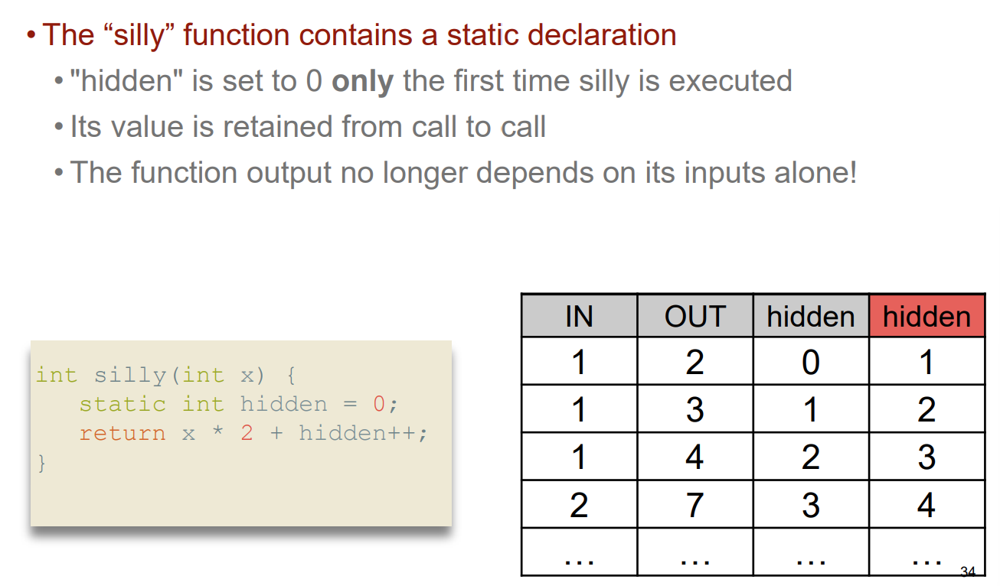 • The “silly” function contains a static declaration
• "hidden" is set to 0 only the first time silly is executed
• Its value is retained from call to call
• The function output no longer depends on its inputs alone!
int silly(int x) {
   static int hidden = 0;
   return x * 2 + hidden++;
}
IN OUT hidden hidden
1 2 0 1
1 3 1 2
1 4 2 3
2 7 3 4
… … … …
34